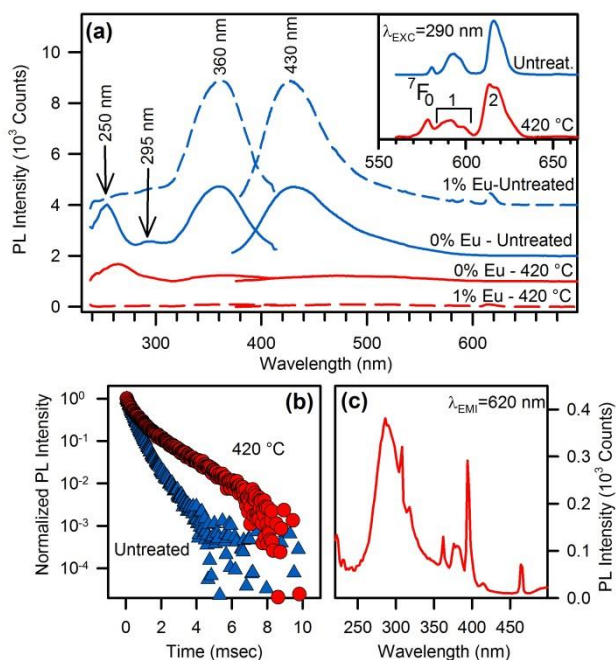 (a)
λEXC=290 nm
Untreat.
⁷F0 1 2
420 °C
550 600 650
250 nm
295 nm
360 nm
430 nm
1% Eu-Untreated
0% Eu - Untreated
0% Eu - 420 °C
1% Eu - 420 °C
PL Intensity (10³ Counts)
10
8
6
4
2
0
300 400 500 600
Wavelength (nm)
(b)
420 °C
Untreated
Normalized PL Intensity
10⁰
10⁻¹
10⁻²
10⁻³
10⁻⁴
0 2 4 6 8 10
Time (msec)
(c)
λEMI=620 nm
0.4
0.3
0.2
0.1
0.0
PL Intensity (10³ Counts)
250 300 350 400 450
Wavelength (nm)